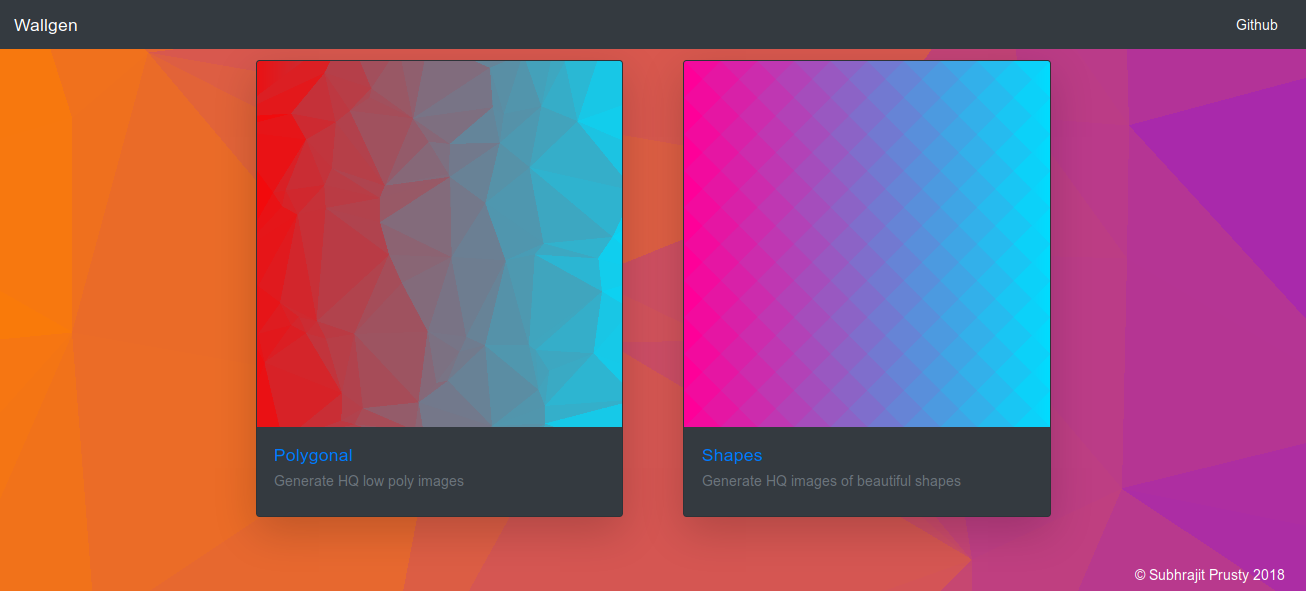 Wallgen
Github
Polygonal
Generate HQ low poly images
Shapes
Generate HQ images of beautiful shapes
© Subhrajit Prusty 2018